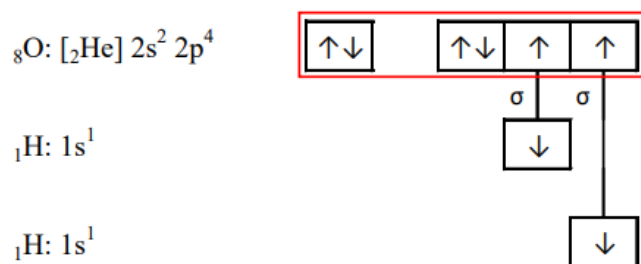 ₈O: [₂He] 2s² 2p⁴ ↑↓ ↑↓ ↑ ↑
σ σ
₁H: 1s¹ ↓
₁H: 1s¹ ↓